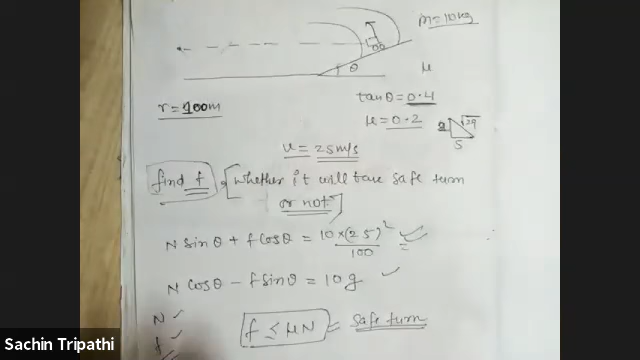 m=10kg
θ
μ
r=100m
tanθ=0.4
μ=0.2
2 √29
5
v=25m/s
find f
[whether it will take safe turn
or not]
N sinθ + f cosθ = 10×(25)²/100
N cosθ - f sinθ = 10g
N
f
f ≤ μN = safe turn
Sachin Tripathi